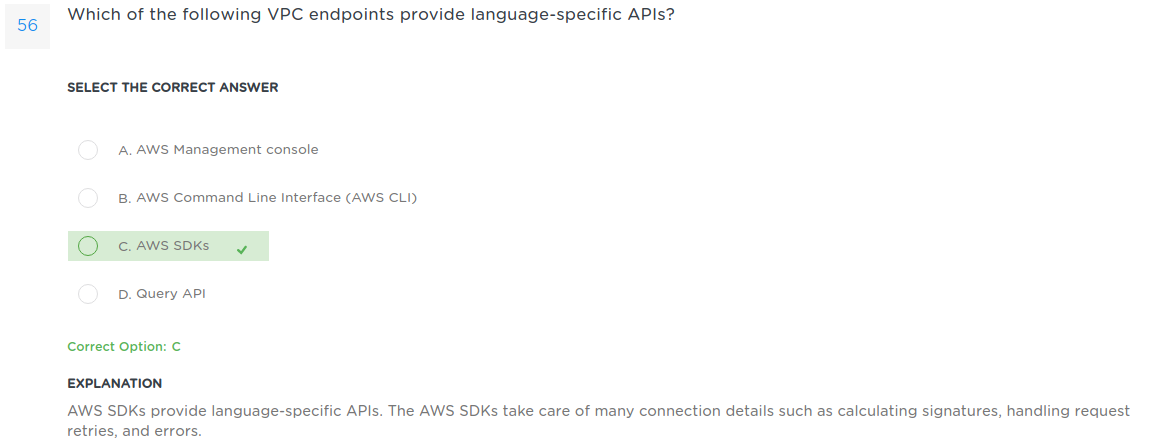 56
Which of the following VPC endpoints provide language-specific APIs?
SELECT THE CORRECT ANSWER
A. AWS Management console
B. AWS Command Line Interface (AWS CLI)
C. AWS SDKs
D. Query API
Correct Option: C
EXPLANATION
AWS SDKs provide language-specific APIs. The AWS SDKs take care of many connection details such as calculating signatures, handling request
retries, and errors.